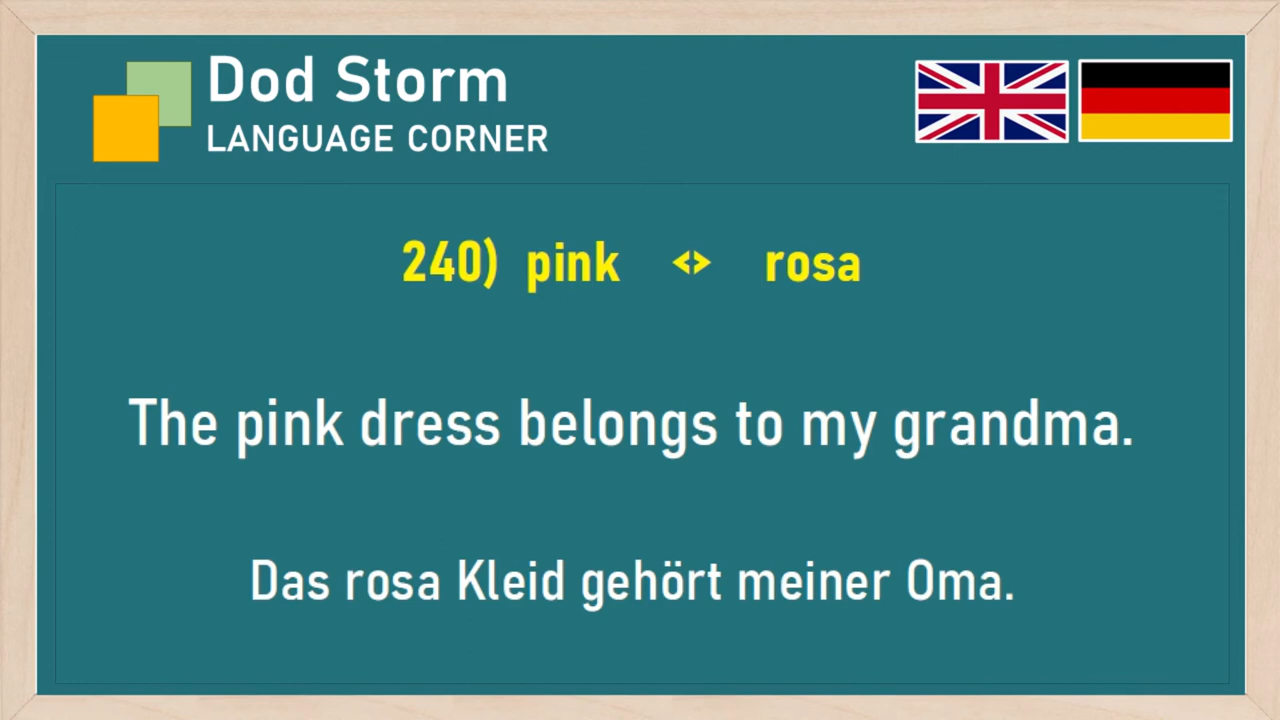 Dod Storm
LANGUAGE CORNER
240) pink <> rosa
The pink dress belongs to my grandma.
Das rosa Kleid gehört meiner Oma.